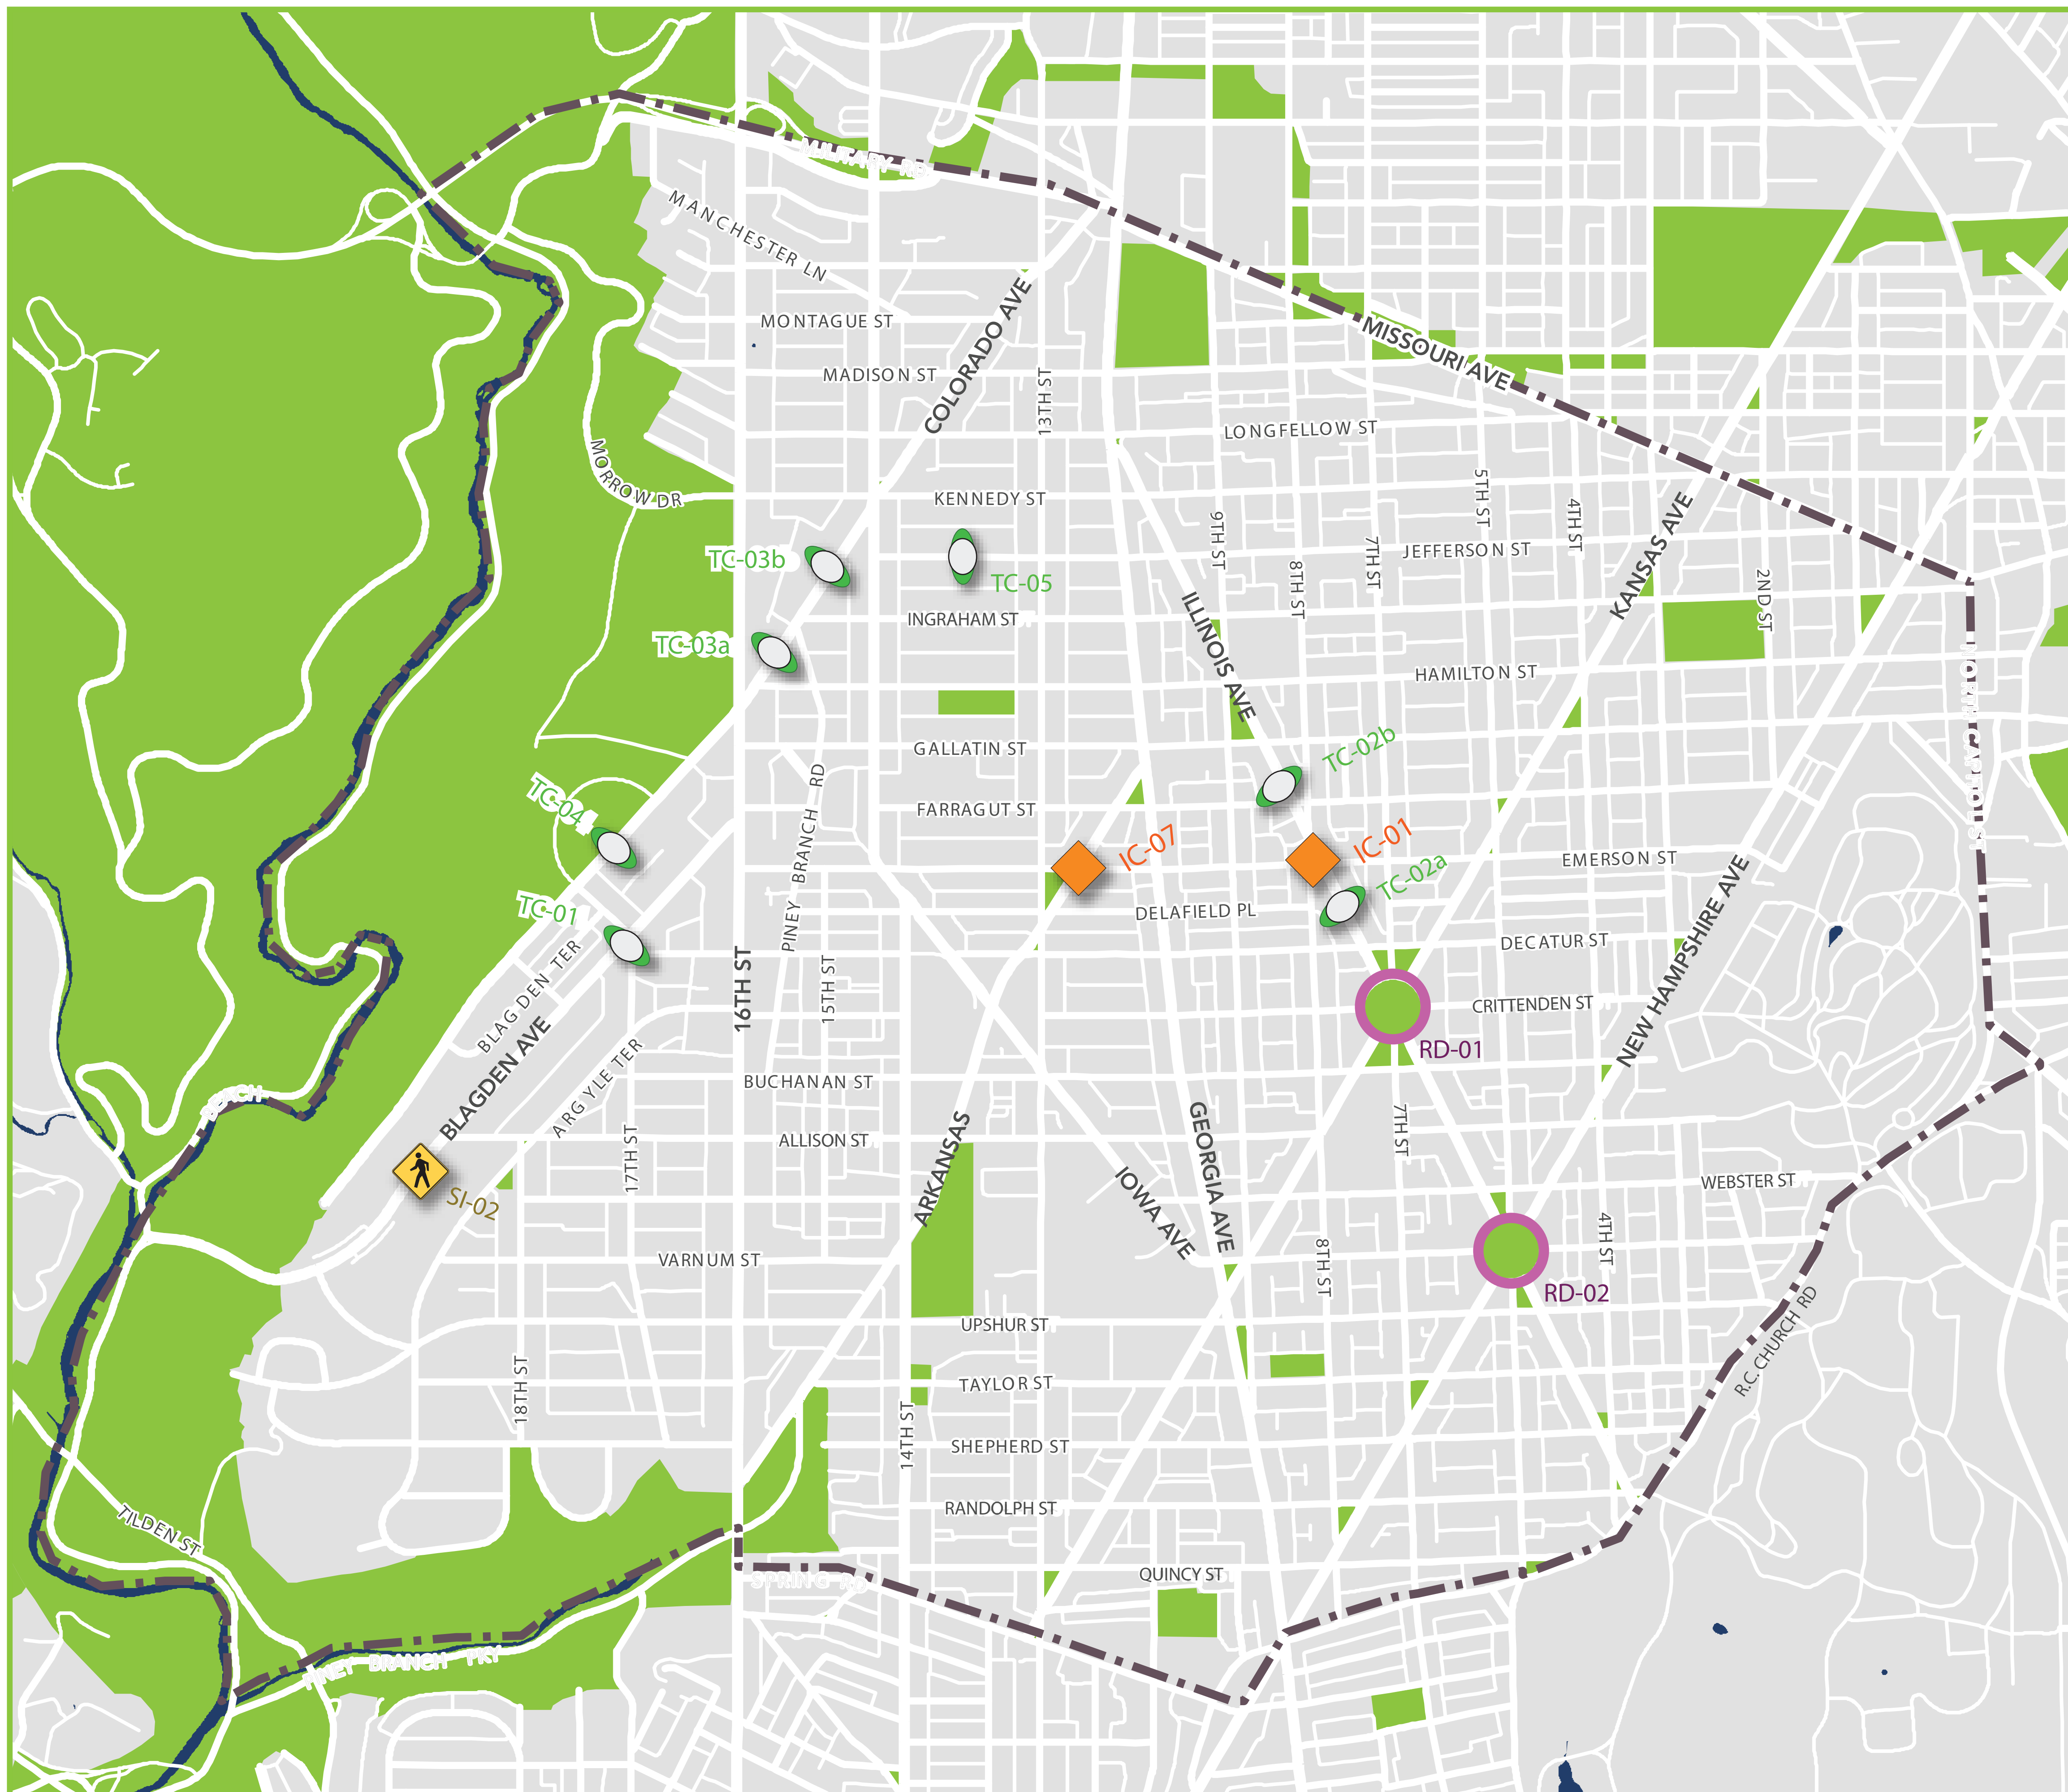 MILITARY RD
MANCHESTER LN
MONTAGUE ST
COLORADO AVE
MISSOURI AVE
MADISON ST
13TH ST
LONGFELLOW ST
MORROW DR
KENNEDY ST
5TH ST
4TH ST
KANSAS AVE
9TH ST
TC-03b
JEFFERSON ST
7TH ST
8TH ST
TC-05
2ND ST
INGRAHAM ST
ILLINOIS AVE
TC-03a
HAMILTON ST
GALLATIN ST
TC-02b
TC-04
FARRAGUT ST
PINEY BRANCH RD
IC-07
IC-01
EMERSON ST
TC-02a
TC-01
DELAFIELD PL
DECATUR ST
NEW HAMPSHIRE AVE
BLAGDEN TER
16TH ST
15TH ST
CRITTENDEN ST
RD-01
BLAGDEN AVE
ARGYLE TER
BUCHANAN ST
BEACH
17TH ST
ALLISON ST
ARKANSAS
GEORGIA AVE
7TH ST
IOWA AVE
WEBSTER ST
SI-02
VARNUM ST
8TH ST
4TH ST
RD-02
UPSHUR ST
R.C. CHURCH RD
18TH ST
TAYLOR ST
14TH ST
SHEPHERD ST
RANDOLPH ST
TILDEN ST
QUINCY ST
SPRING RD
PINEY BRANCH PKY